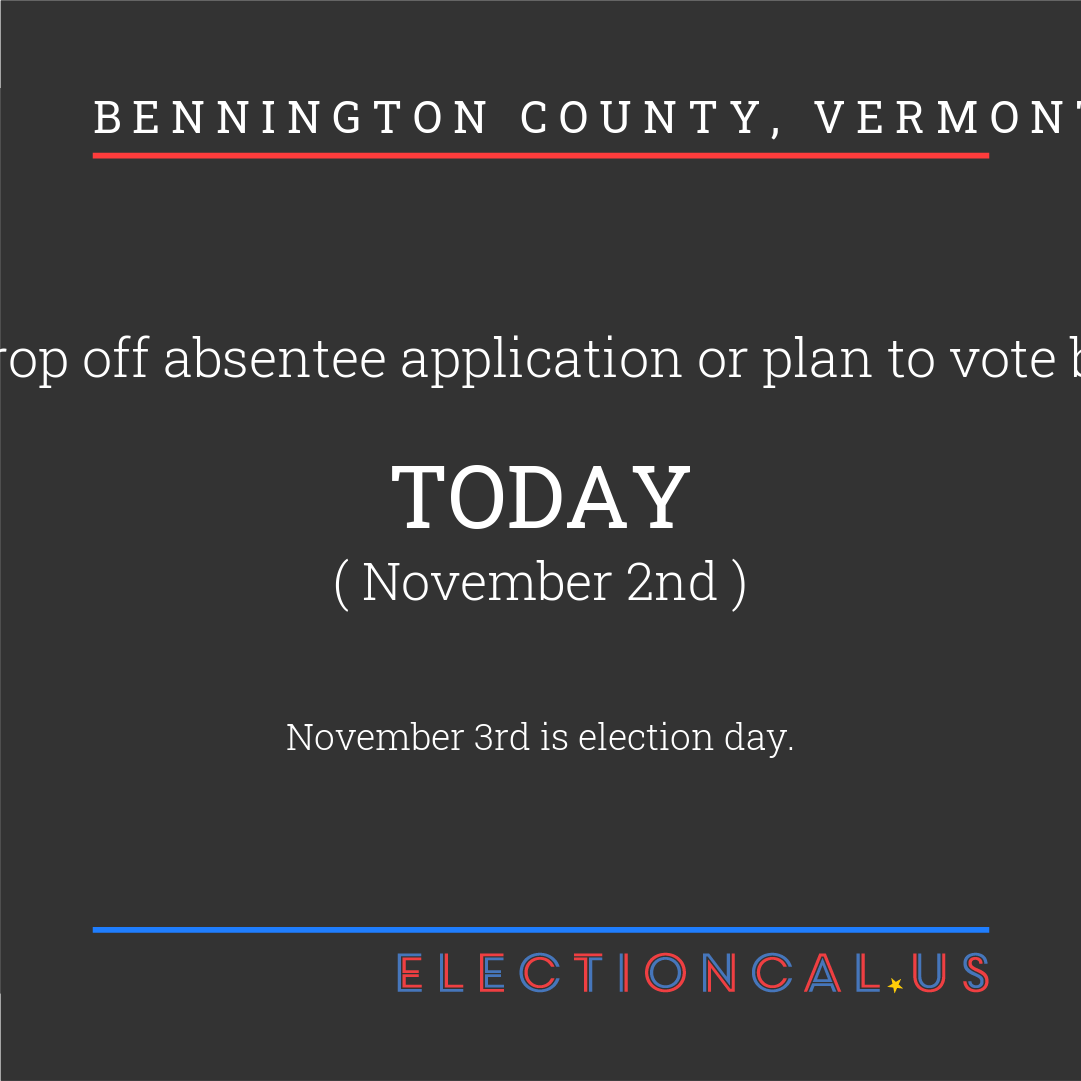 BENNINGTON COUNTY, VERMONT
rop off absentee application or plan to vote b
TODAY
( November 2nd )
November 3rd is election day.
ELECTIONCAL.US